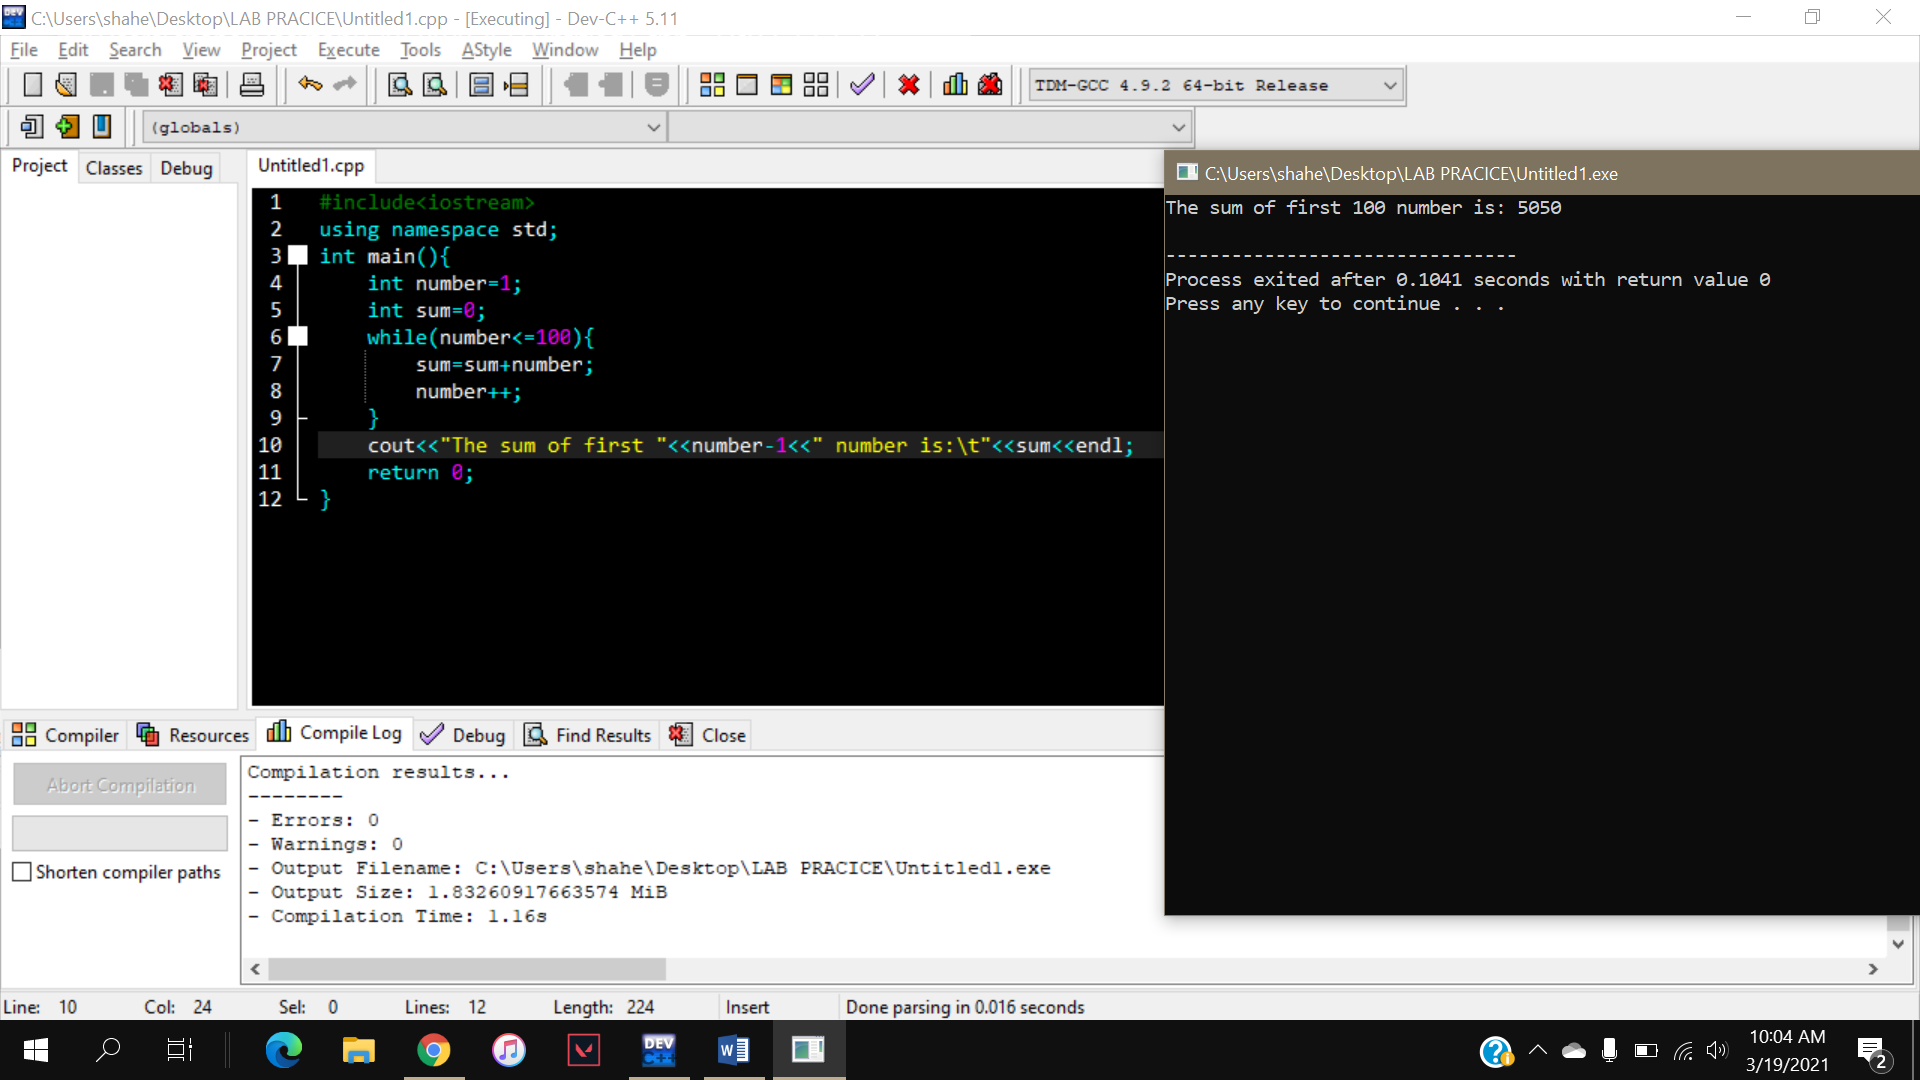 C:\Users\shahe\Desktop\LAB PRACICE\Untitled1.cpp - [Executing] - Dev-C++ 5.11
File Edit Search View Project Execute Tools AStyle Window Help
TDM-GCC 4.9.2 64-bit Release
(globals)
Project Classes Debug
Untitled1.cpp
1 #include<iostream>
2 using namespace std;
3 int main(){
4 int number=1;
5 int sum=0;
6 while(number<=100){
7 sum=sum+number;
8 number++;
9 }
10 cout<<"The sum of first "<<number-1<<" number is:\t"<<sum<<endl;
11 return 0;
12 }
C:\Users\shahe\Desktop\LAB PRACICE\Untitled1.exe
The sum of first 100 number is: 5050
--------------------------------
Process exited after 0.1041 seconds with return value 0
Press any key to continue . . .
Compiler Resources Compile Log Debug Find Results Close
Abort Compilation
Shorten compiler paths
Compilation results...
--------
- Errors: 0
- Warnings: 0
- Output Filename: C:\Users\shahe\Desktop\LAB PRACICE\Untitled1.exe
- Output Size: 1.83260917663574 MiB
- Compilation Time: 1.16s
Line: 10 Col: 24 Sel: 0 Lines: 12 Length: 224 Insert Done parsing in 0.016 seconds
DEV C++
10:04 AM
3/19/2021
2